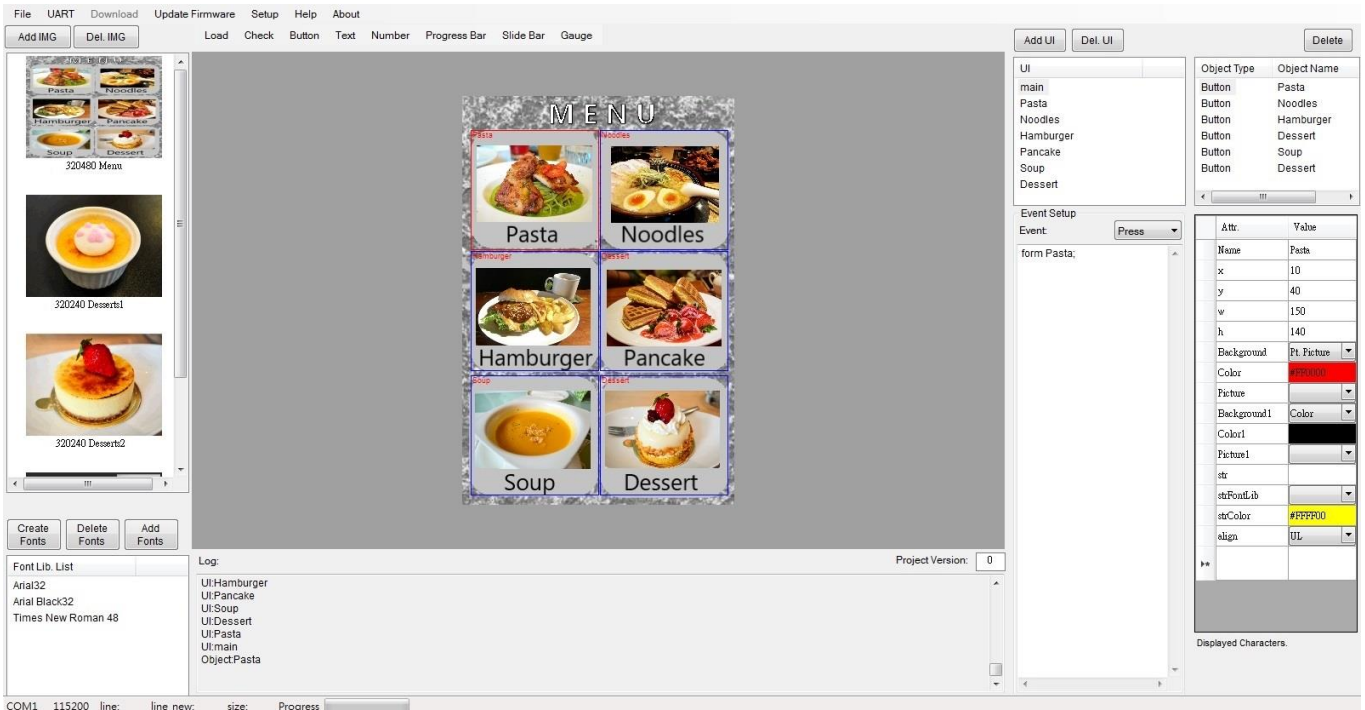 File UART Download Update Firmware Setup Help About
Add IMG Del. IMG Load Check Button Text Number Progress Bar Slide Bar Gauge Add UI Del. UI Delete
MENU
Pasta Noodles
Hamburger Pancake
Soup Dessert
320480 Menu
320240 Desserts1
320240 Desserts2
Create Fonts
Delete Fonts
Add Fonts
Font Lib. List
Arial32
Arial Black32
Times New Roman 48
MENU
Pasta Noodles
Pasta Noodles
Hamburger Dessert
Hamburger Pancake
Soup Dessert
Soup Dessert
Log: Project Version: 0
UI:Hamburger
UI:Pancake
UI:Soup
UI:Dessert
UI:Pasta
UI:main
Object:Pasta
UI
main
Pasta
Noodles
Hamburger
Pancake
Soup
Dessert
Event Setup
Event: Press
form Pasta;
Object Type Object Name
Button Pasta
Button Noodles
Button Hamburger
Button Dessert
Button Soup
Button Dessert
Attr. Value
Name Pasta
x 10
y 40
w 150
h 140
Background Pt. Picture
Color #FF0000
Picture
Background1 Color
Color1
Picture1
str
strFontLib
strColor #FFFF00
align UL
Displayed Characters.
COM1 115200 line: line new: size: Progress